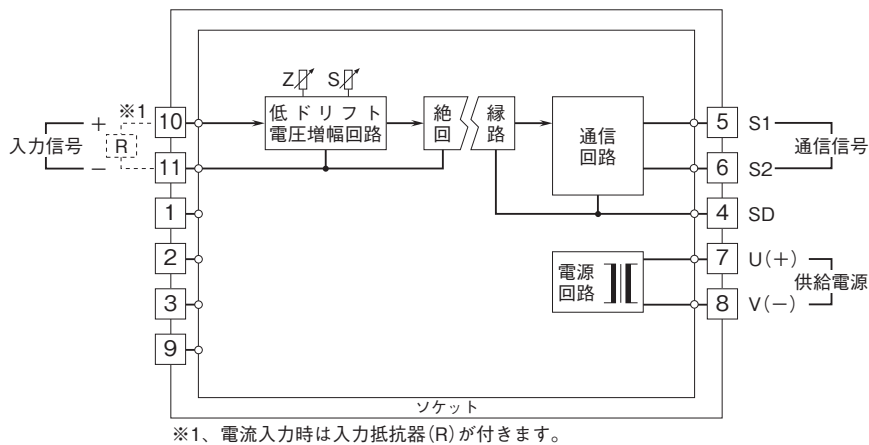 Z S
※1
10
+
入力信号
R
−
11
1
2
3
9
低ドリフト
電圧増幅回路
絶
回
縁
路
通信
回路
電源
回路
5 S1
通信信号
6 S2
4 SD
7 U(+)
供給電源
8 V(−)
ソケット
※1、電流入力時は入力抵抗器(R)が付きます。